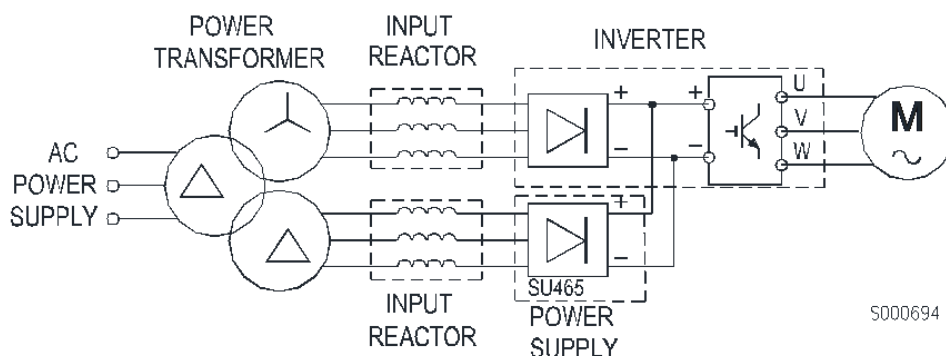 POWER
TRANSFORMER
INPUT
REACTOR
INVERTER
AC
POWER
SUPPLY
+
−
+
−
U
V
W
M
+
−
SU465
INPUT
REACTOR
POWER
SUPPLY
S000694